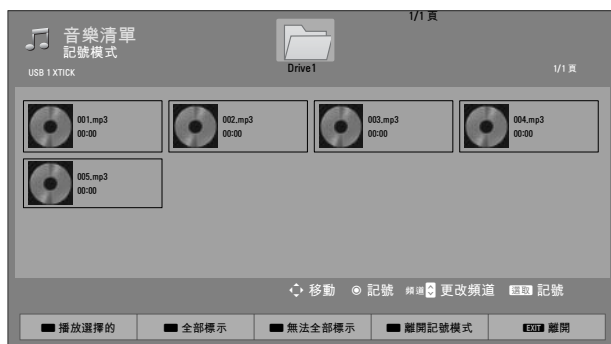 1/1 頁
音樂清單
記號模式
USB 1 XTICK
Drive1
1/1 頁
001.mp3
00:00
002.mp3
00:00
003.mp3
00:00
004.mp3
00:00
005.mp3
00:00
移動 記號 頻道 更改頻道 選取 記號
播放選擇的 全部標示 無法全部標示 離開記號模式 EXIT 離開